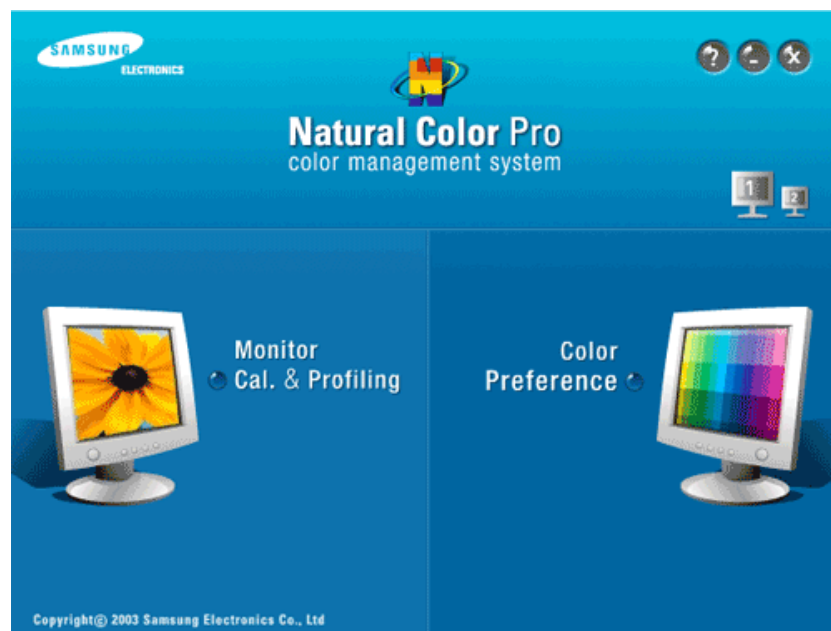 SAMSUNG
ELECTRONICS
? - x
N
Natural Color Pro
color management system
1 2
Monitor
Cal. & Profiling
Color
Preference
Copyright© 2003 Samsung Electronics Co., Ltd